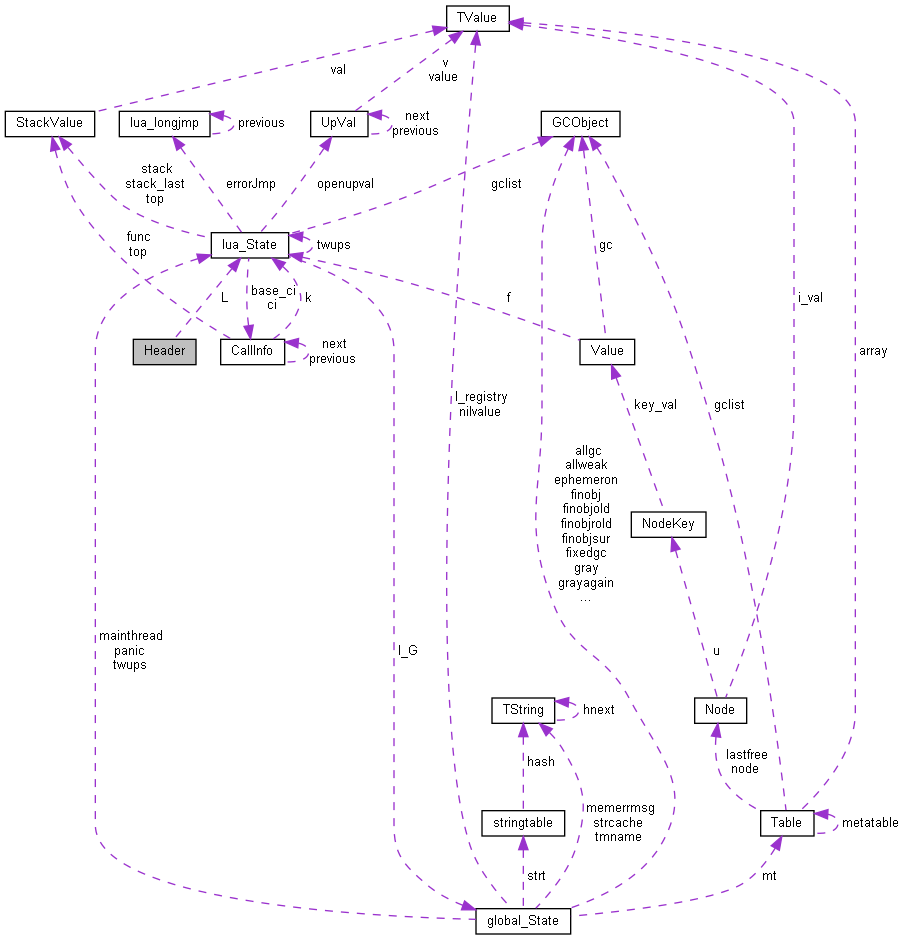 TValue
val
v
value
StackValue
lua_longjmp
previous
UpVal
next
previous
GCObject
stack
stack_last
top
errorJmp
openupval
gclist
func
top
lua_State
twups
gc
L
base_ci
ci
k
f
i_val
Header
CallInfo
next
previous
Value
array
l_registry
nilvalue
key_val
gclist
allgc
allweak
ephemeron
finobj
finobjold
finobjrold
finobjsur
fixedgc
gray
grayagain
...
NodeKey
mainthread
panic
twups
l_G
u
TString
hnext
Node
hash
lastfree
node
memerrmsg
strcache
tmname
stringtable
Table
metatable
strt
mt
global_State